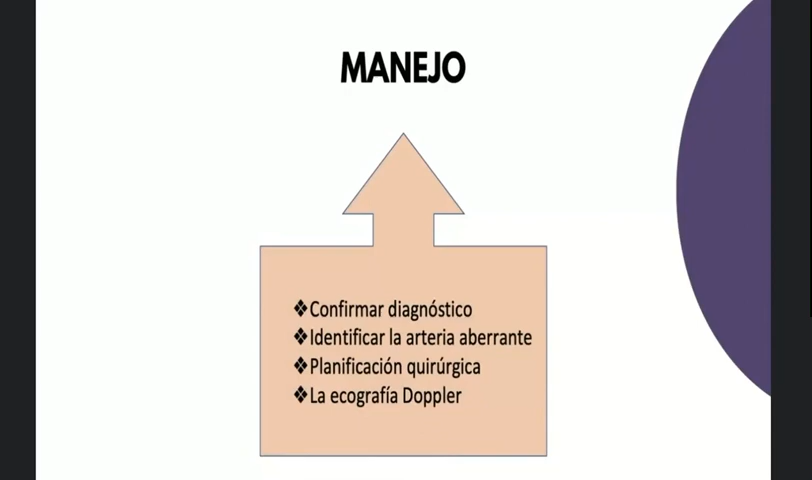 MANEJO
❖Confirmar diagnóstico
❖Identificar la arteria aberrante
❖Planificación quirúrgica
❖La ecografía Doppler